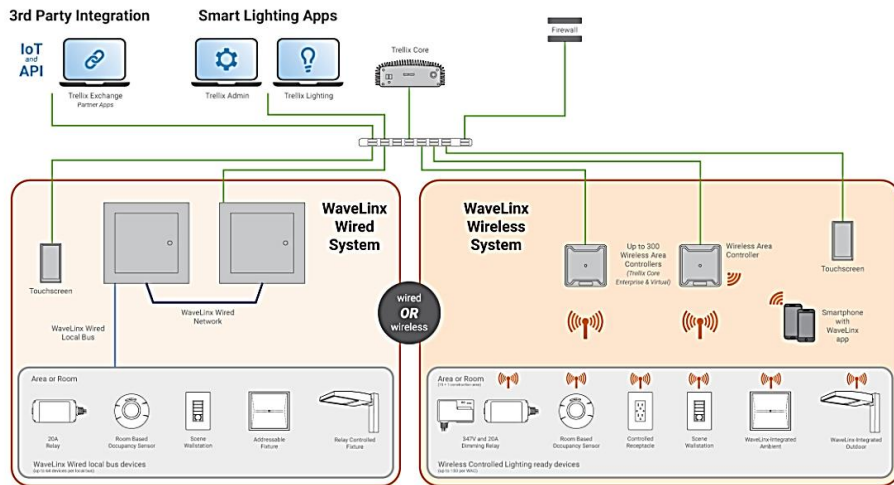 3rd Party Integration
Smart Lighting Apps
IoT
and
API
Trellix Exchange
Partner Apps
Trellix Admin
Trellix Lighting
Trellix Core
Firewall
WaveLinx
Wired
System
Touchscreen
WaveLinx Wired
Network
WaveLinx Wired
Local Bus
wired
OR
wireless
WaveLinx
Wireless
System
Up to 300
Wireless Area
Controllers
(Trellix Core
Enterprise & Virtual)
Wireless Area
Controller
Touchscreen
Smartphone
with
WaveLinx
app
Area or Room
20A
Relay
Room-Based
Occupancy Sensor
Scene
Wallstation
Addressable
Fixture
Relay Controlled
Fixture
WaveLinx Wired local bus devices
Area or Room
347V and 20A
Dimming Relay
Room-Based
Occupancy Sensor
Controlled
Receptacle
Scene
Wallstation
WaveLinx-Integrated
Ambient
WaveLinx-Integrated
Outdoor
Wireless Controlled Lighting ready devices